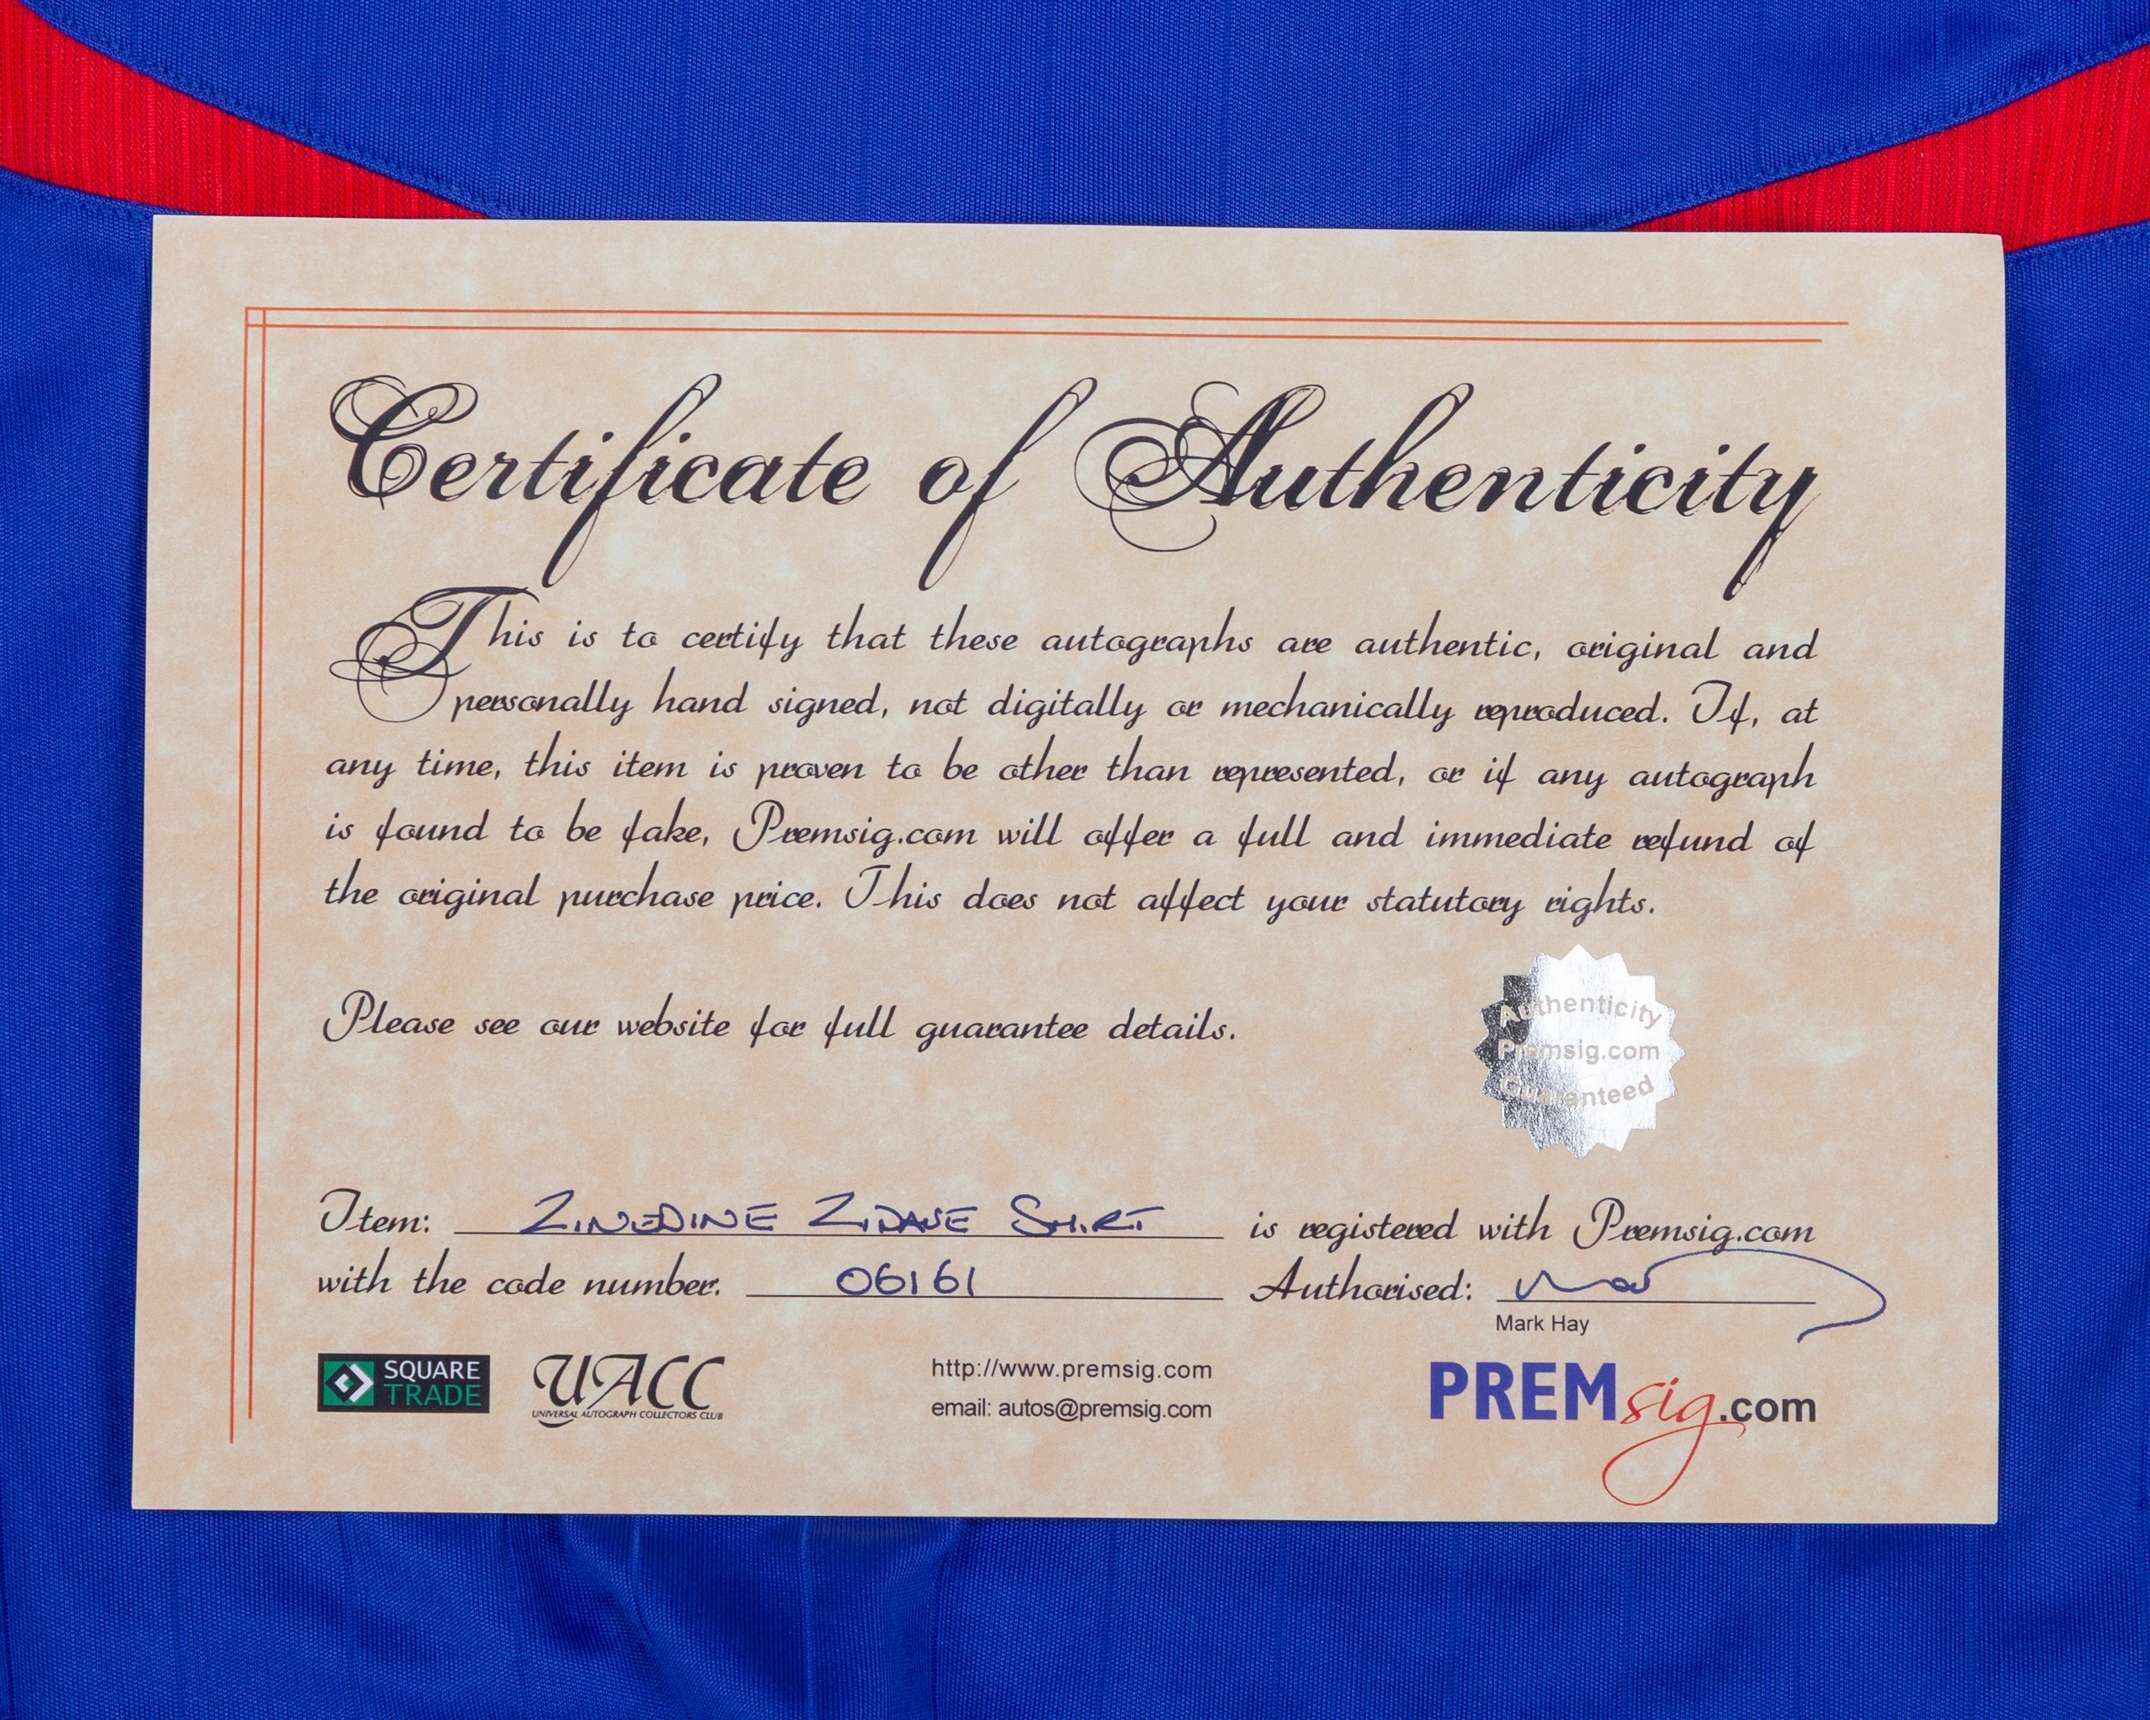 Certificate of Authenticity
This is to certify that these autographs are authentic, original and
personally hand signed, not digitally or mechanically reproduced. If, at
any time, this item is proven to be other than represented, or if any autograph
is found to be fake, Premsig.com will offer a full and immediate refund of
the original purchase price. This does not affect your statutory rights.
Please see our website for full guarantee details.
Authenticity
Premsig.com
Guaranteed
Item: ZINEDINE ZIDANE SHIRT is registered with Premsig.com
with the code number. 06161 Authorised:
Mark Hay
SQUARE
TRADE
UACC
UNIVERSAL AUTOGRAPH COLLECTORS CLUB
http://www.premsig.com
email: autos@premsig.com
PREMsig.com